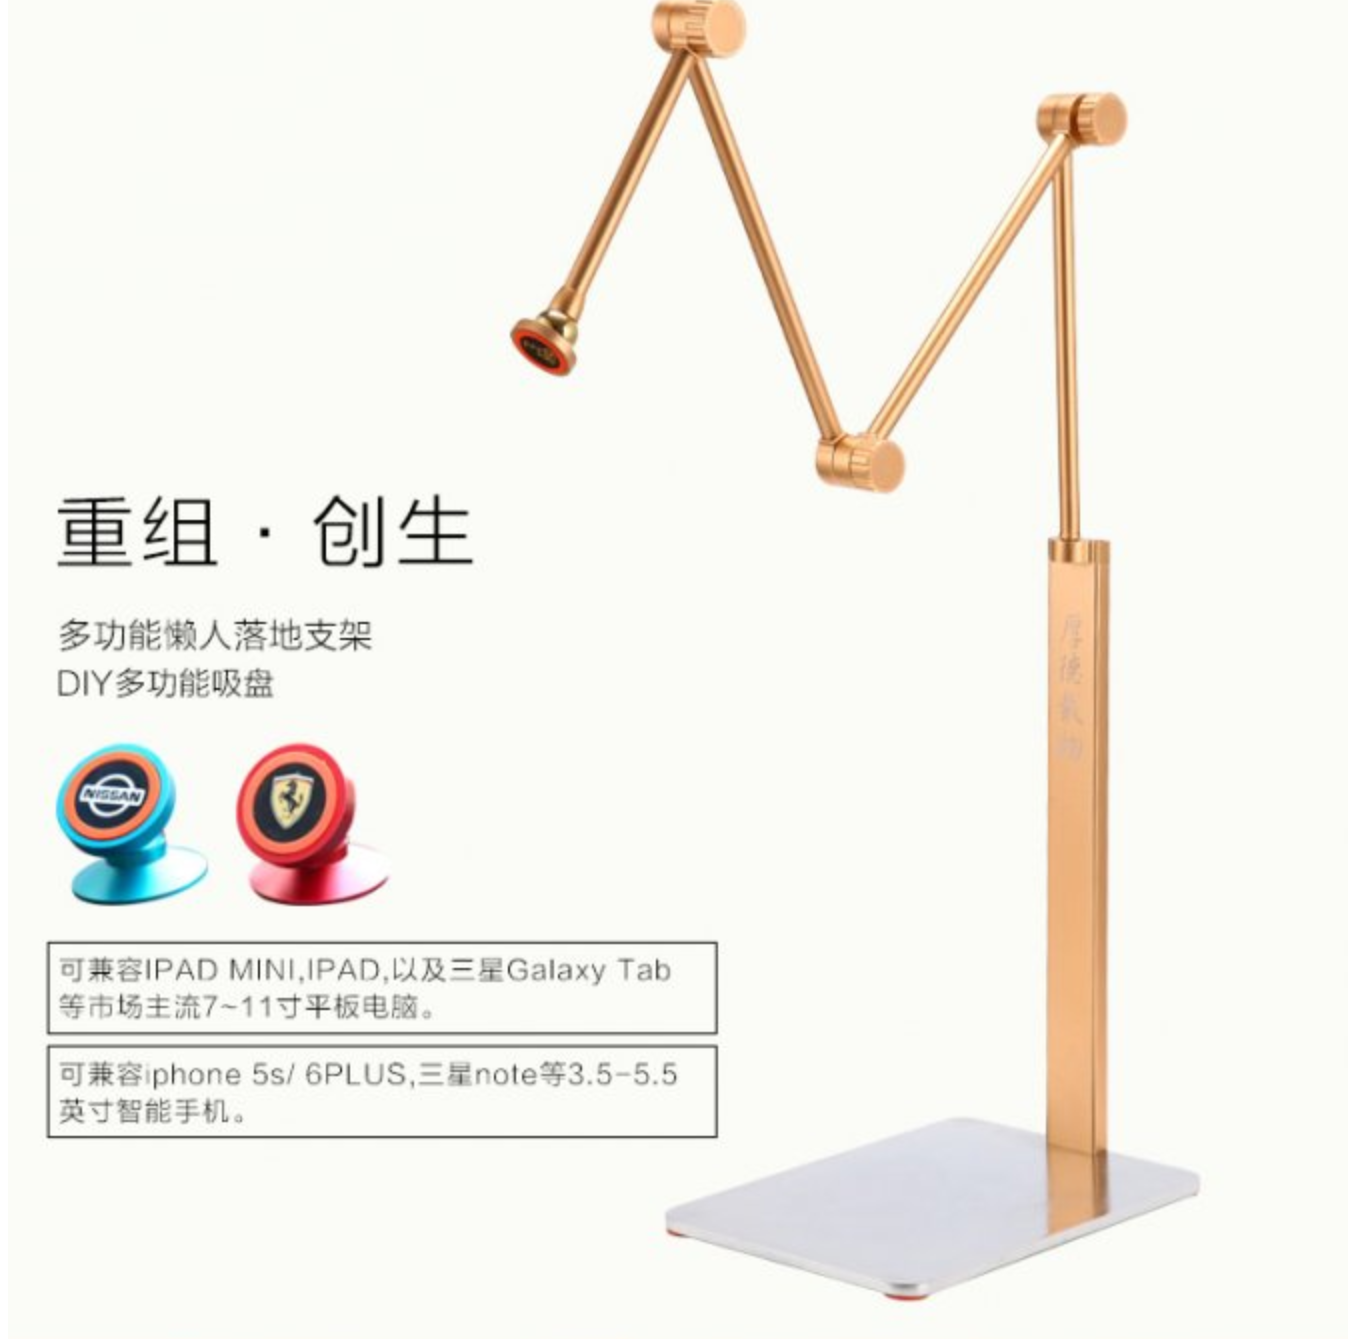 重组 · 创生
多功能懒人落地支架
DIY多功能吸盘
NISSAN
可兼容IPAD MINI,IPAD,以及三星Galaxy Tab
等市场主流7~11寸平板电脑。
可兼容iphone 5s/ 6PLUS,三星note等3.5-5.5
英寸智能手机。
厚德载物